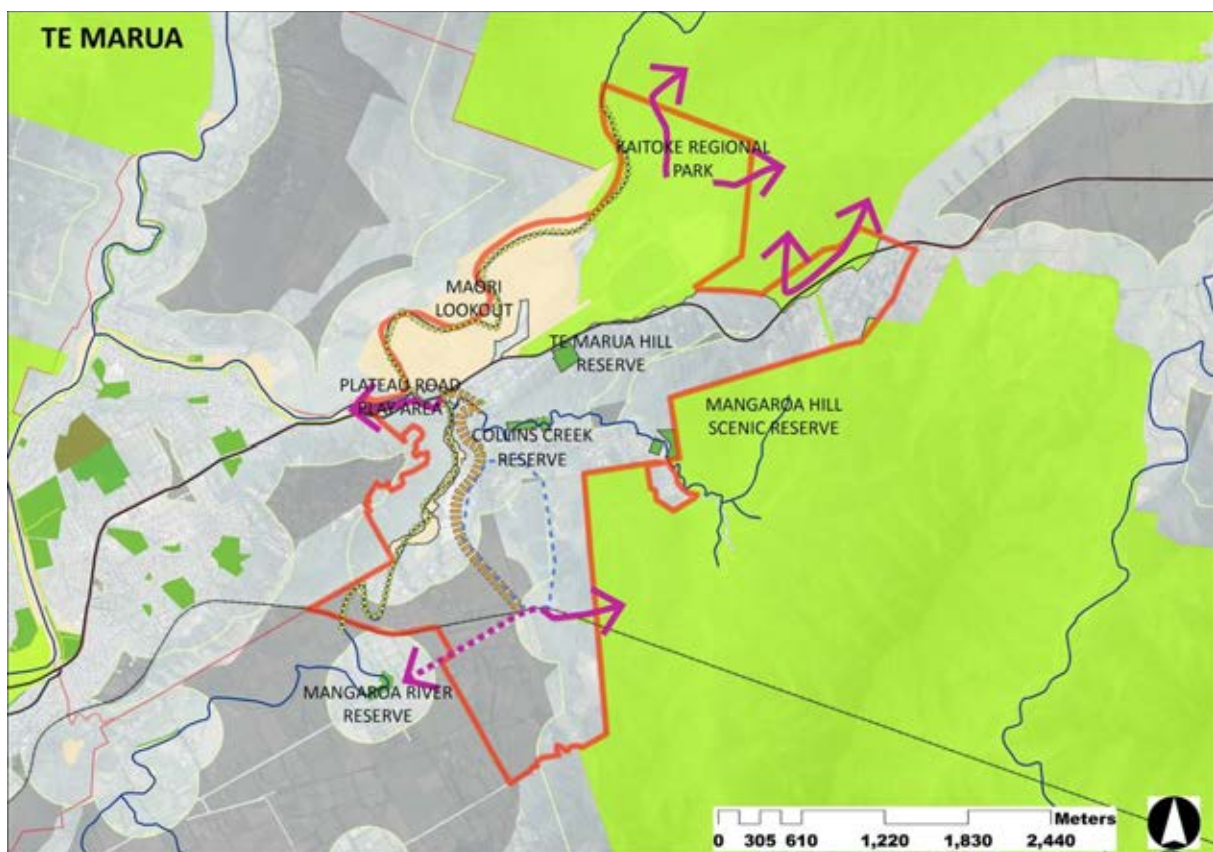 TE MARUA
KAITOKE REGIONAL
PARK
MAORI
LOOKOUT
TE MARUA HILL
RESERVE
PLATEAU ROAD
PLAY AREA
MANGAROA HILL
SCENIC RESERVE
COLLINS CREEK
RESERVE
MANGAROA RIVER
RESERVE
Meters
0 305 610 1,220 1,830 2,440